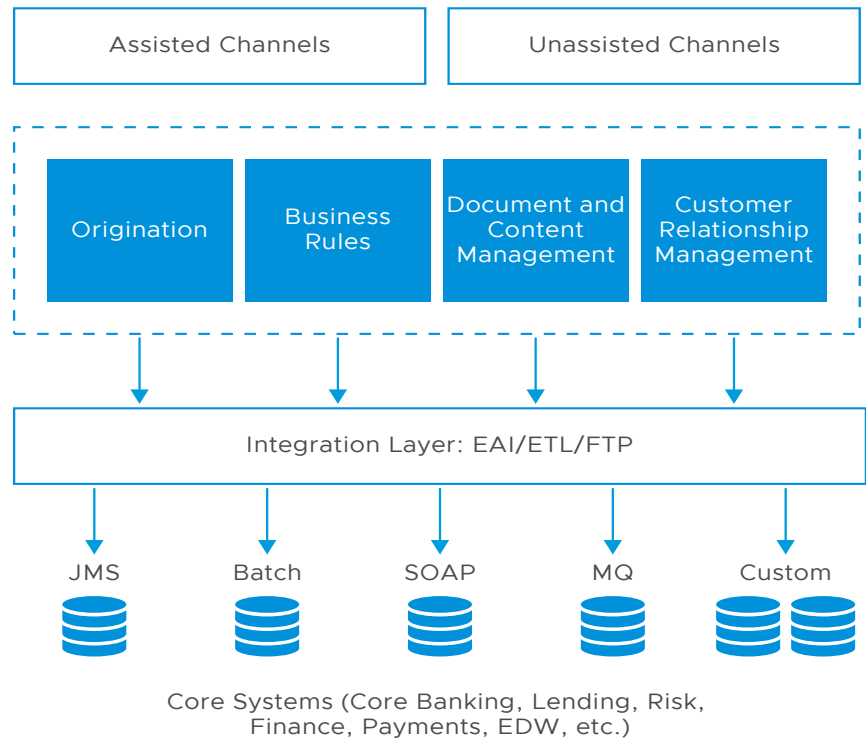 Assisted Channels
Unassisted Channels
Origination
Business
Rules
Document and
Content
Management
Customer
Relationship
Management
Integration Layer: EAI/ETL/FTP
JMS
Batch
SOAP
MQ
Custom
Core Systems (Core Banking, Lending, Risk,
Finance, Payments, EDW, etc.)